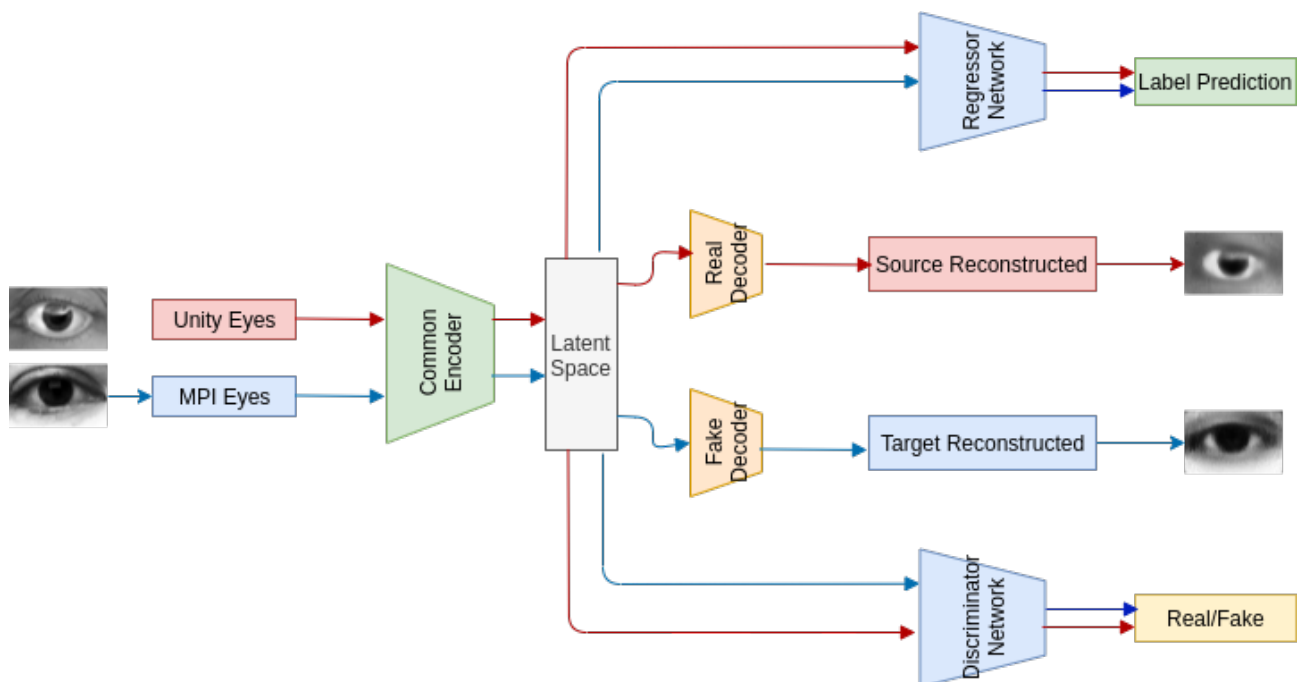 Regressor
Network
Label Prediction
Real
Decoder
Source Reconstructed
Unity Eyes
Common
Encoder
Latent
Space
MPI Eyes
Fake
Decoder
Target Reconstructed
Discriminator
Network
Real/Fake